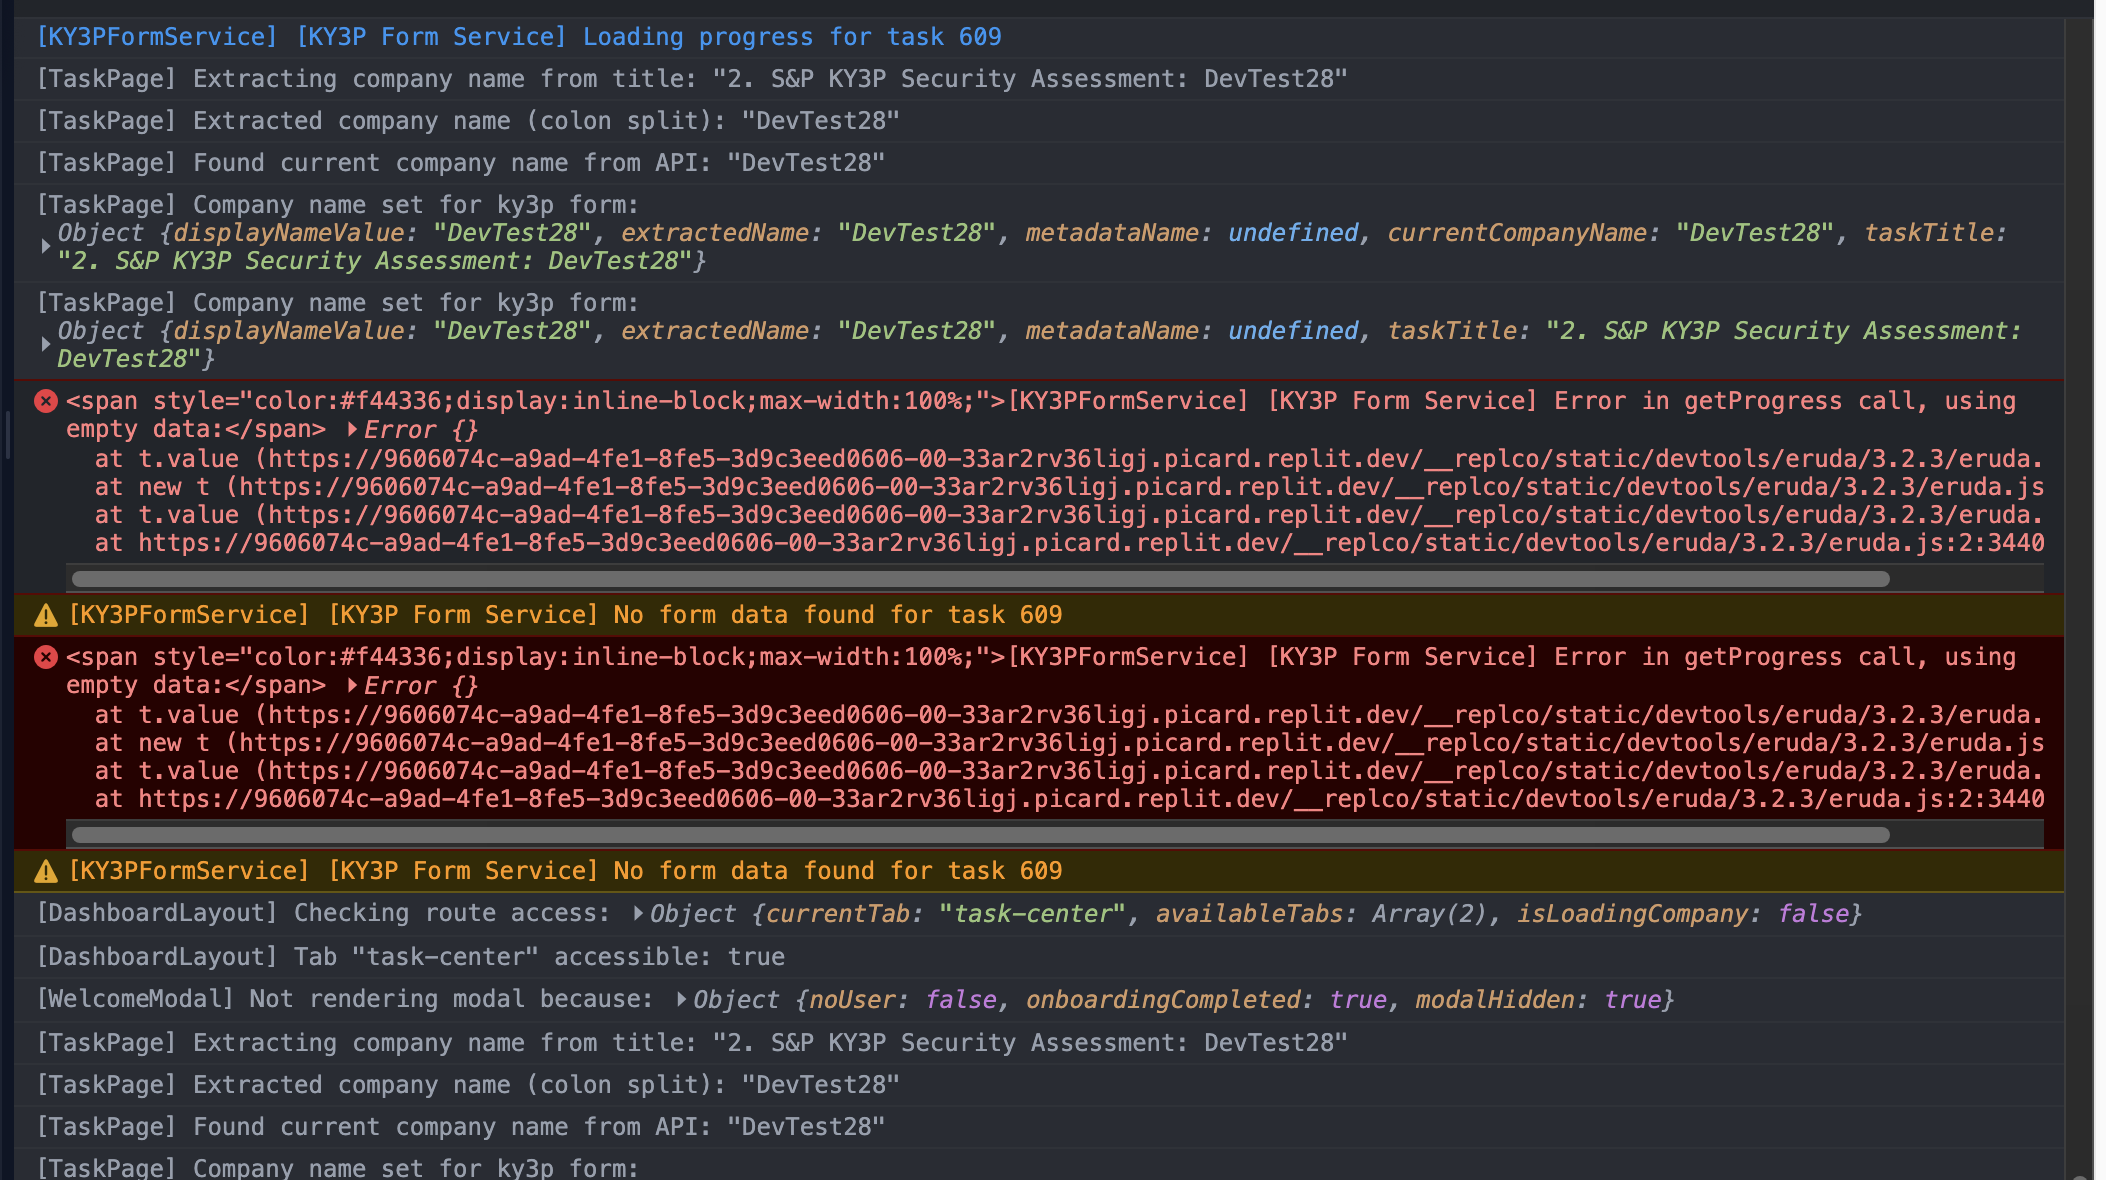 [KY3PFormService] [KY3P Form Service] Loading progress for task 609
[TaskPage] Extracting company name from title: "2. S&P KY3P Security Assessment: DevTest28"
[TaskPage] Extracted company name (colon split): "DevTest28"
[TaskPage] Found current company name from API: "DevTest28"
[TaskPage] Company name set for ky3p form:
Object {displayNameValue: "DevTest28", extractedName: "DevTest28", metadataName: undefined, currentCompanyName: "DevTest28", taskTitle:
"2. S&P KY3P Security Assessment: DevTest28"}
[TaskPage] Company name set for ky3p form:
Object {displayNameValue: "DevTest28", extractedName: "DevTest28", metadataName: undefined, taskTitle: "2. S&P KY3P Security Assessment:
DevTest28"}
<span style="color:#f44336;display:inline-block;max-width:100%;">[KY3PFormService] [KY3P Form Service] Error in getProgress call, using
empty data:</span> Error {}
at t.value (https://9606074c-a9ad-4fe1-8fe5-3d9c3eed0606-00-33ar2rv36ligj.picard.replit.dev/__replco/static/devtools/eruda/3.2.3/eruda.
at new t (https://9606074c-a9ad-4fe1-8fe5-3d9c3eed0606-00-33ar2rv36ligj.picard.replit.dev/__replco/static/devtools/eruda/3.2.3/eruda.js
at t.value (https://9606074c-a9ad-4fe1-8fe5-3d9c3eed0606-00-33ar2rv36ligj.picard.replit.dev/__replco/static/devtools/eruda/3.2.3/eruda.
at https://9606074c-a9ad-4fe1-8fe5-3d9c3eed0606-00-33ar2rv36ligj.picard.replit.dev/__replco/static/devtools/eruda/3.2.3/eruda.js:2:3440
[KY3PFormService] [KY3P Form Service] No form data found for task 609
<span style="color:#f44336;display:inline-block;max-width:100%;">[KY3PFormService] [KY3P Form Service] Error in getProgress call, using
empty data:</span> Error {}
at t.value (https://9606074c-a9ad-4fe1-8fe5-3d9c3eed0606-00-33ar2rv36ligj.picard.replit.dev/__replco/static/devtools/eruda/3.2.3/eruda.
at new t (https://9606074c-a9ad-4fe1-8fe5-3d9c3eed0606-00-33ar2rv36ligj.picard.replit.dev/__replco/static/devtools/eruda/3.2.3/eruda.js
at t.value (https://9606074c-a9ad-4fe1-8fe5-3d9c3eed0606-00-33ar2rv36ligj.picard.replit.dev/__replco/static/devtools/eruda/3.2.3/eruda.
at https://9606074c-a9ad-4fe1-8fe5-3d9c3eed0606-00-33ar2rv36ligj.picard.replit.dev/__replco/static/devtools/eruda/3.2.3/eruda.js:2:3440
[KY3PFormService] [KY3P Form Service] No form data found for task 609
[DashboardLayout] Checking route access: Object {currentTab: "task-center", availableTabs: Array(2), isLoadingCompany: false}
[DashboardLayout] Tab "task-center" accessible: true
[WelcomeModal] Not rendering modal because: Object {noUser: false, onboardingCompleted: true, modalHidden: true}
[TaskPage] Extracting company name from title: "2. S&P KY3P Security Assessment: DevTest28"
[TaskPage] Extracted company name (colon split): "DevTest28"
[TaskPage] Found current company name from API: "DevTest28"
[TaskPage] Company name set for ky3p form: